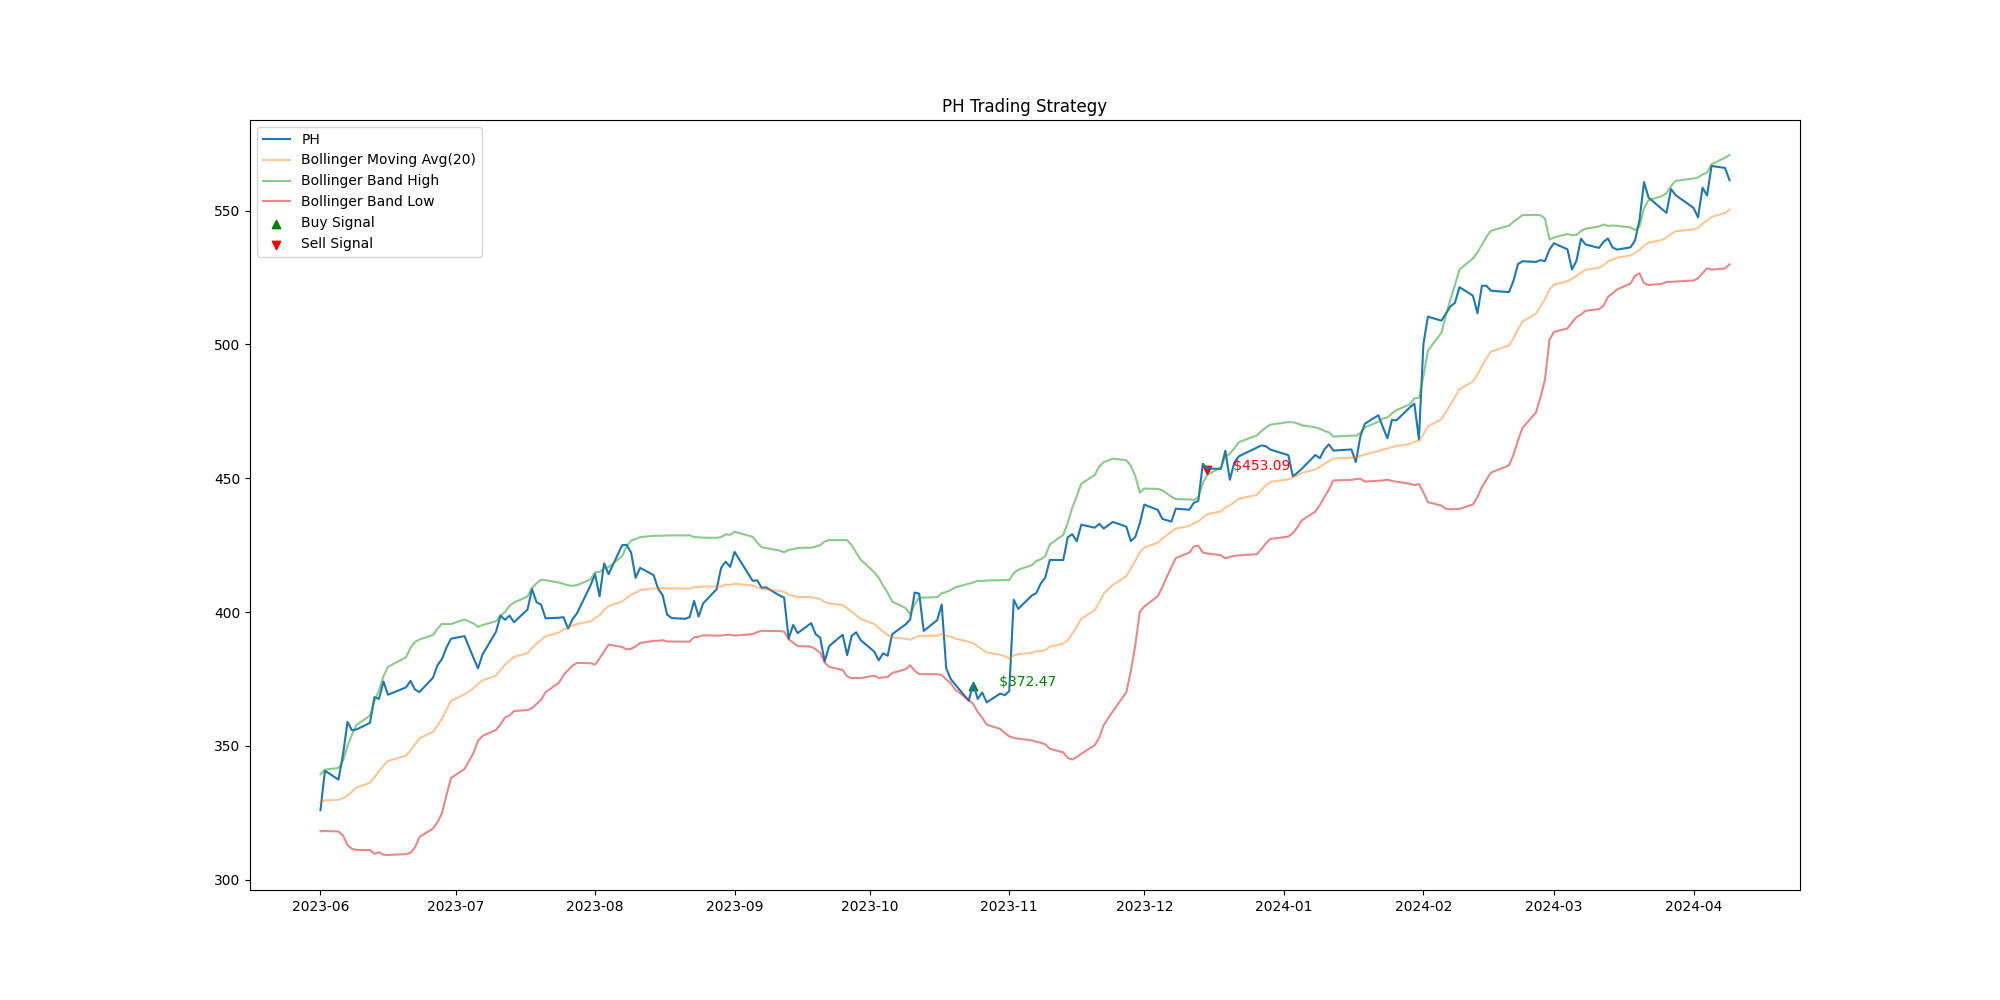 PH Trading Strategy
PH
Bollinger Moving Avg(20)
Bollinger Band High
Bollinger Band Low
Buy Signal
Sell Signal
550
500
450
400
350
300
$453.09
$372.47
2023-06 2023-07 2023-08 2023-09 2023-10 2023-11 2023-12 2024-01 2024-02 2024-03 2024-04